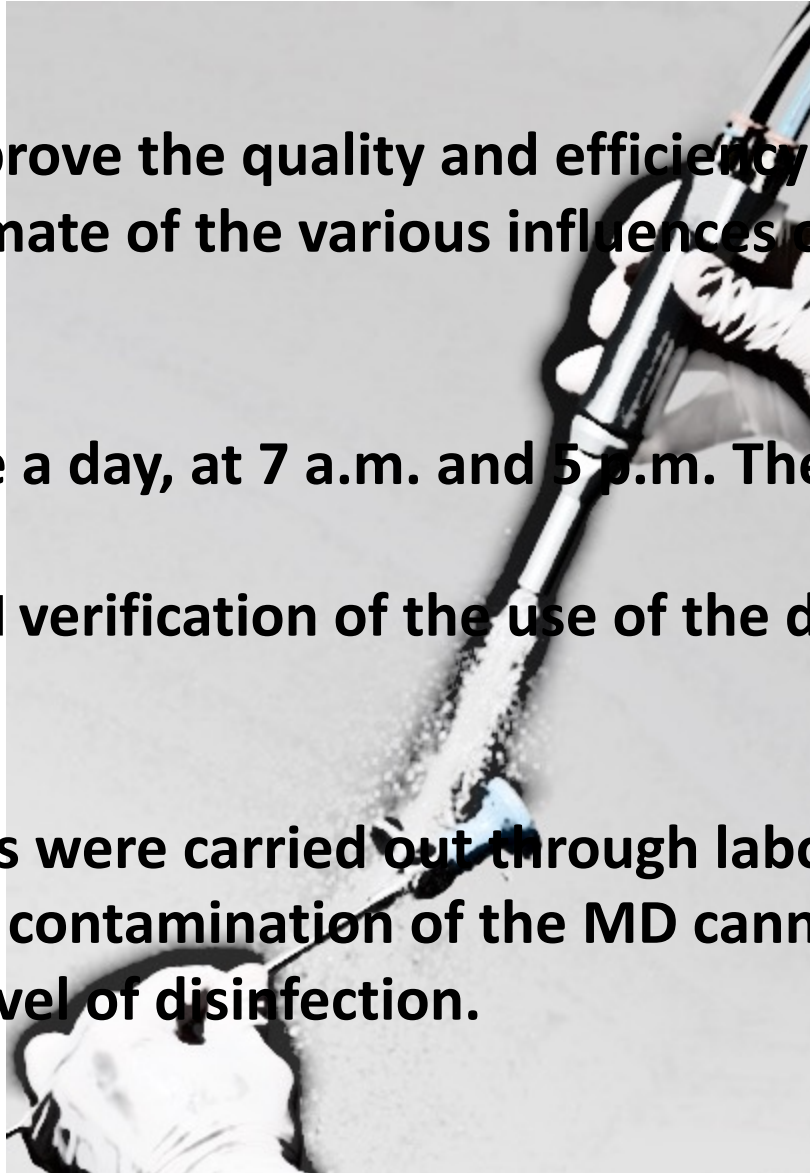 prove the quality and efficiency
mate of the various influences
e a day, at 7 a.m. and 5 p.m. The
verification of the use of the d
s were carried out through labo
contamination of the MD cann
vel of disinfection.